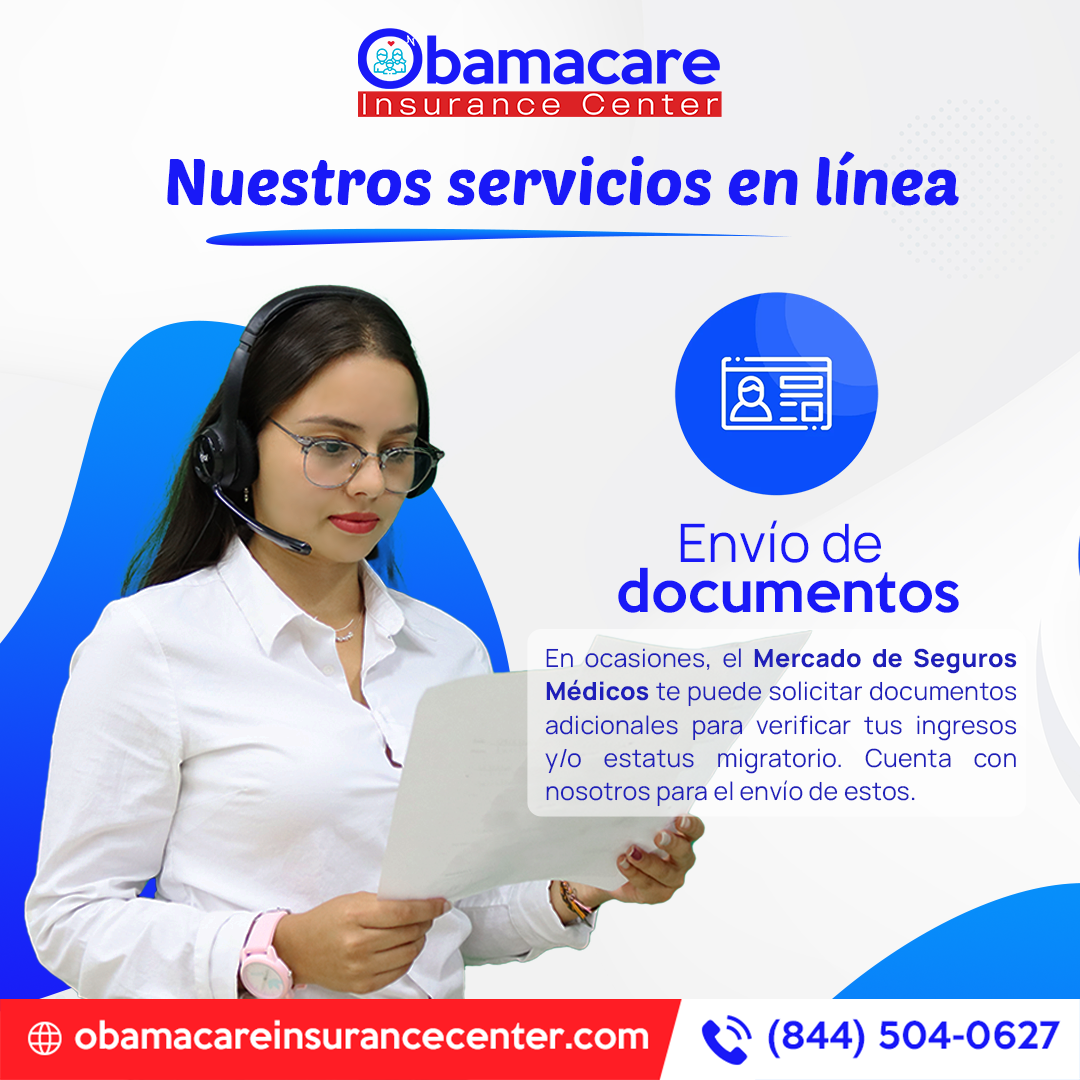 Obamacare
Insurance Center
Nuestros servicios en línea
Envío de
documentos
En ocasiones, el Mercado de Seguros
Médicos te puede solicitar documentos
adicionales para verificar tus ingresos
y/o estatus migratorio. Cuenta con
nosotros para el envío de estos.
obamacareinsurancecenter.com
(844) 504-0627